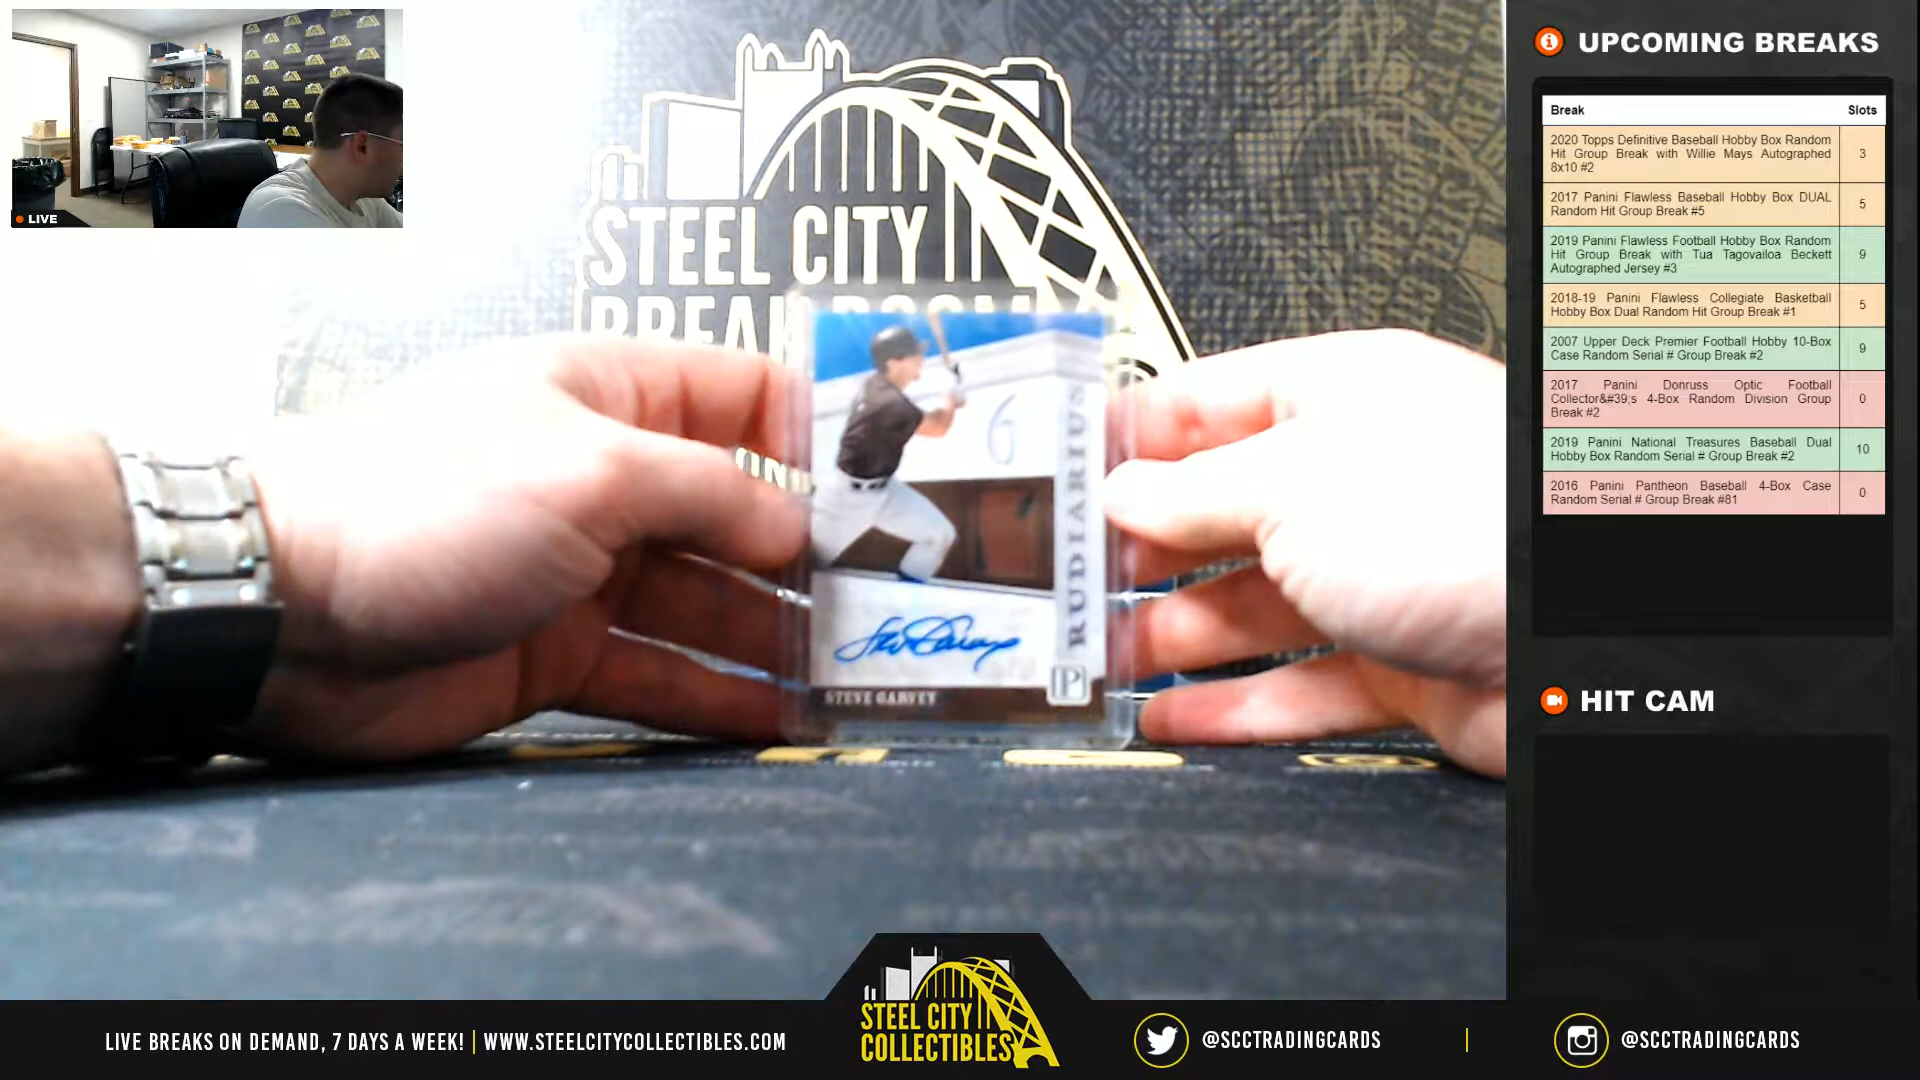 LIVE
STEEL CITY
6
RUDIARIUS
STEVE GARVEY
P
UPCOMING BREAKS
Break Slots
2020 Topps Definitive Baseball Hobby Box Random
Hit Group Break with Willie Mays Autographed
8x10 #2
3
2017 Panini Flawless Baseball Hobby Box DUAL
Random Hit Group Break #5
5
2019 Panini Flawless Football Hobby Box Random
Hit Group Break with Tua Tagovailoa Beckett
Autographed Jersey #3
9
2018-19 Panini Flawless Collegiate Basketball
Hobby Box Dual Random Hit Group Break #1
5
2007 Upper Deck Premier Football Hobby 10-Box
Case Random Serial # Group Break #2
9
2017 Panini Donruss Optic Football
Collector&#39;s 4-Box Random Division Group
Break #2
0
2019 Panini National Treasures Baseball Dual
Hobby Box Random Serial # Group Break #2
10
2016 Panini Pantheon Baseball 4-Box Case
Random Serial # Group Break #81
0
HIT CAM
LIVE BREAKS ON DEMAND, 7 DAYS A WEEK! | WWW.STEELCITYCOLLECTIBLES.COM
STEEL CITY
COLLECTIBLES
@SCCTRADINGCARDS
@SCCTRADINGCARDS